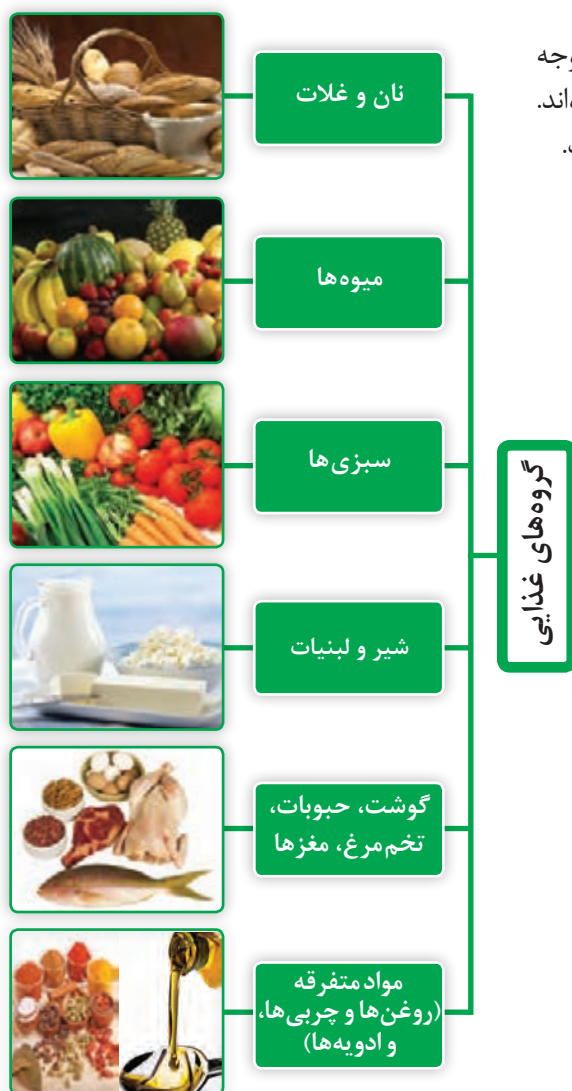 نان و غلات
میوه‌ها
سبزی‌ها
شیر و لبنیات
گوشت، حبوبات،
تخم‌مرغ، مغزها
مواد متفرقه
(روغن‌ها و چربی‌ها،
و ادویه‌ها)
گروه‌های غذایی